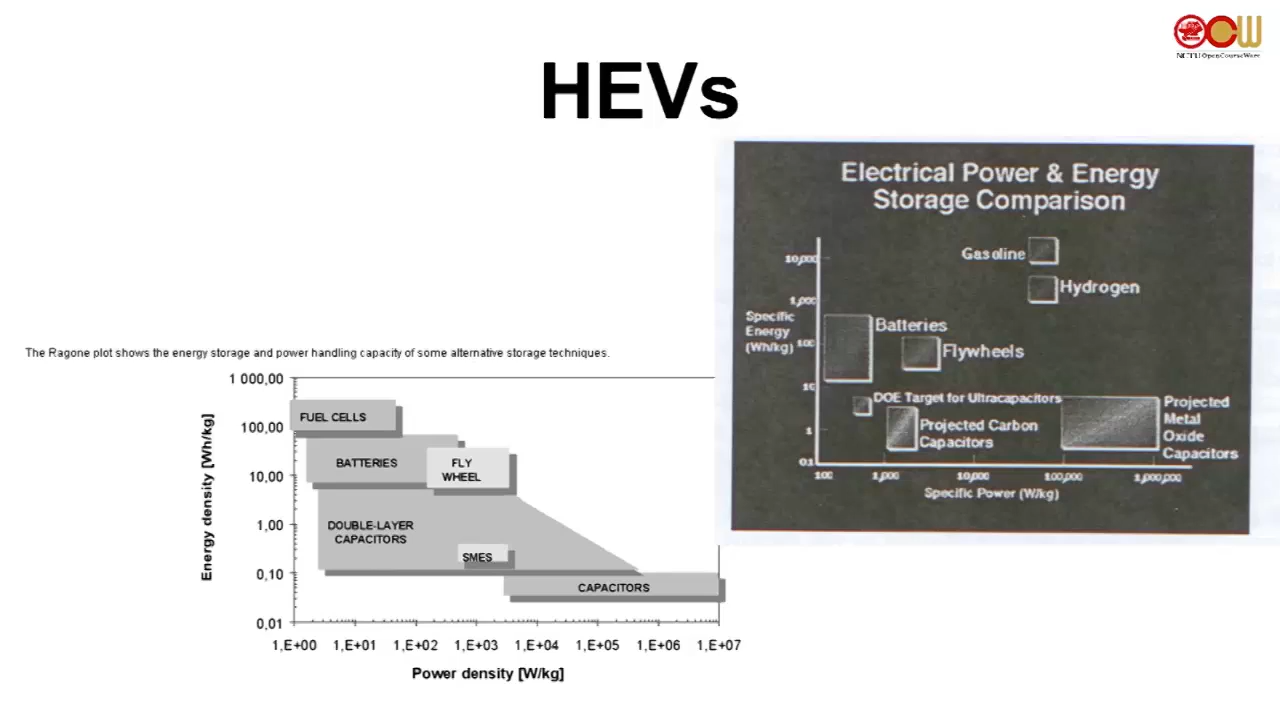 NCTU OpenCourseWare
HEVs
Electrical Power & Energy
Storage Comparison
Gasoline
Hydrogen
10,000
1,000
Specific
Energy
(Wh/kg)
100
10
1
0.1
Batteries
Flywheels
DOE Target for Ultracapacitors
Projected Carbon
Capacitors
Projected
Metal
Oxide
Capacitors
100
1,000
10,000
100,000
1,000,000
Specific Power (W/kg)
The Ragone plot shows the energy storage and power handling capacity of some alternative storage techniques.
1 000,00
100,00
10,00
1,00
0,10
0,01
Energy density [Wh/kg]
FUEL CELLS
BATTERIES
FLY
WHEEL
DOUBLE-LAYER
CAPACITORS
SMES
CAPACITORS
1,E+00
1,E+01
1,E+02
1,E+03
1,E+04
1,E+05
1,E+06
1,E+07
Power density [W/kg]